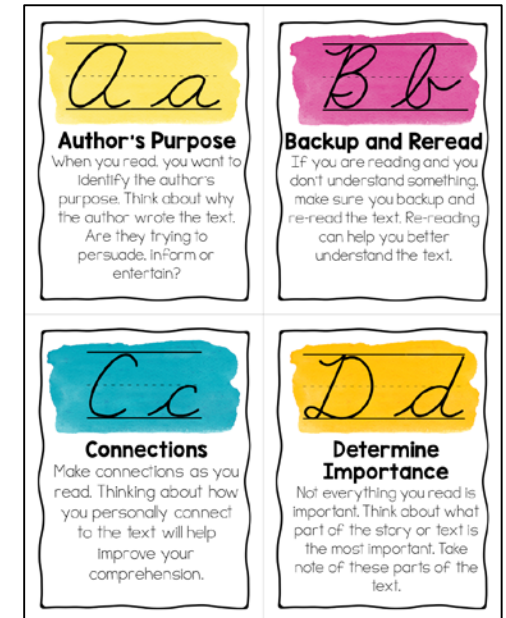 A a
Author's Purpose
When you read, you want to
identify the author's
purpose. Think about why
the author wrote the text.
Are they trying to
persuade, inform or
entertain?
B b
Backup and Reread
If you are reading and you
don't understand something,
make sure you backup and
re-read the text. Re-reading
can help you better
understand the text.
C c
Connections
Make connections as you
read. Thinking about how
you personally connect
to the text will help
improve your
comprehension.
D d
Determine
Importance
Not everything you read is
important. Think about what
part of the story or text is
the most important. Take
note of these parts of the
text.